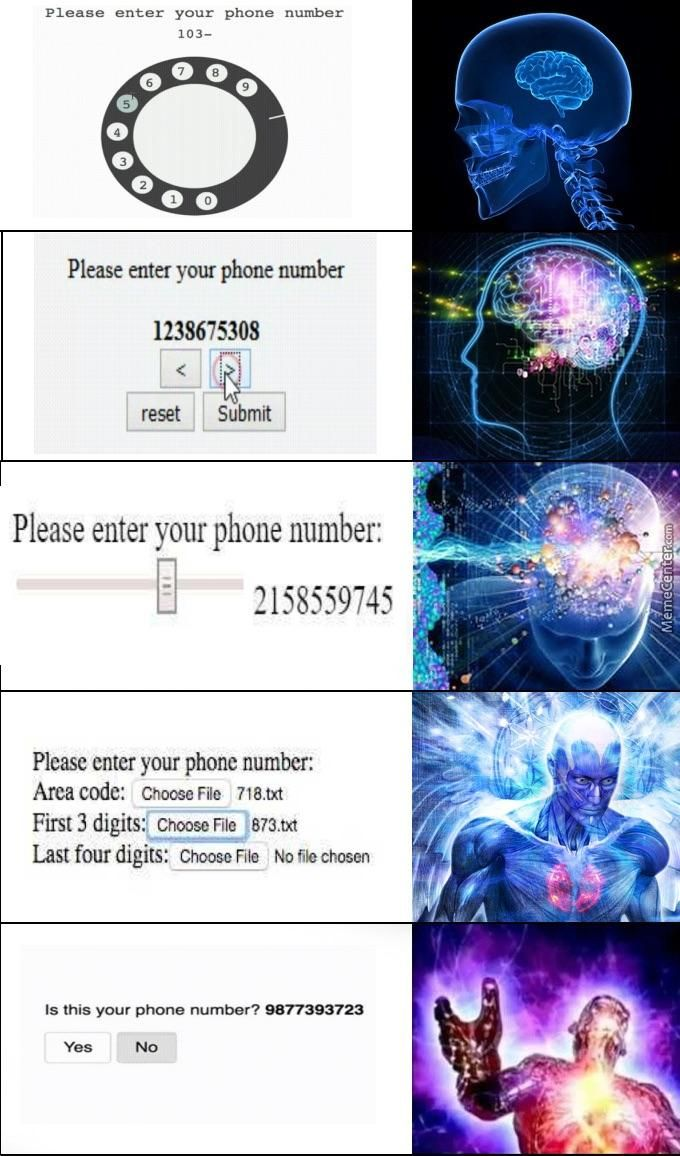 Please enter your phone number
103-
7
8
6
9
5
4
3
2
1
0
Please enter your phone number
1238675308
< >
reset Submit
Please enter your phone number:
2158559745
MemeCenter.com
Please enter your phone number:
Area code: Choose File 718.txt
First 3 digits: Choose File 873.txt
Last four digits: Choose File No file chosen
Is this your phone number? 9877393723
Yes No